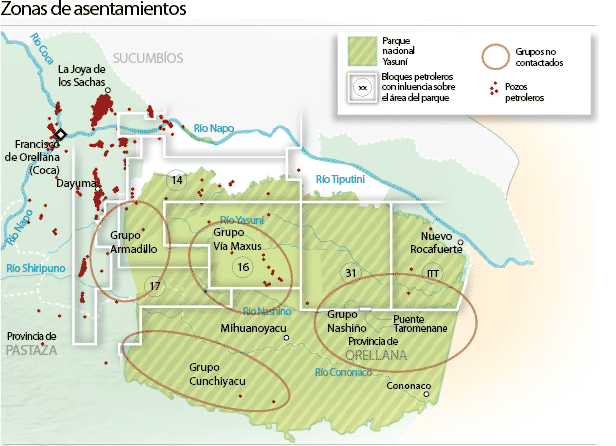 Zonas de asentamientos
Parque
nacional
Yasuní
Grupos no
contactados
xx
Bloques petroleros
con inluencia sobre
el área del parque
Pozos
petroleros
SUCUMBÍOS
Río Coca
La Joya de
los Sachas
Río Napo
Francisco
de Orellana
(Coca)
Dayuma
14
Río Tiputini
Río Napo
Río Yasuní
Grupo
Armadillo
Grupo
Vía Maxus
Nuevo
Rocafuerte
Río Shiripuno
16
31
ITT
17
Río Nashino
Grupo
Nashiño
Puente
Taromenane
Provincia de
PASTAZA
Mihuanoyacu
Provincia de
ORELLANA
Grupo
Cunchiyacu
Río Cononaco
Cononaco